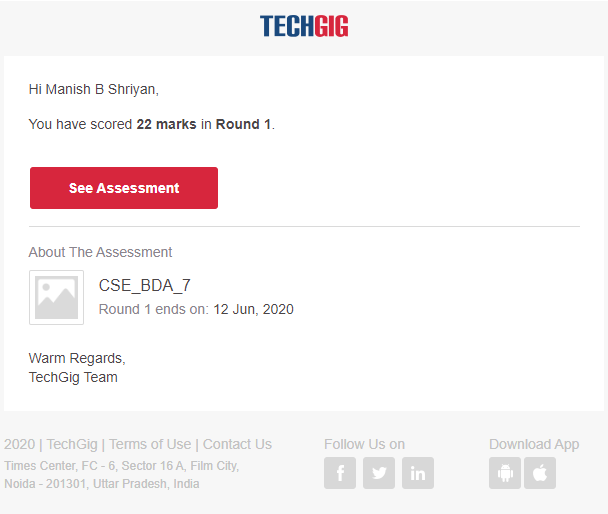 TECHGIG
Hi Manish B Shriyan,
You have scored 22 marks in Round 1.
See Assessment
About The Assessment
CSE_BDA_7
Round 1 ends on: 12 Jun, 2020
Warm Regards,
TechGig Team
2020 | TechGig | Terms of Use | Contact Us
Times Center, FC - 6, Sector 16 A, Film City,
Noida - 201301, Uttar Pradesh, India
Follow Us on
Download App